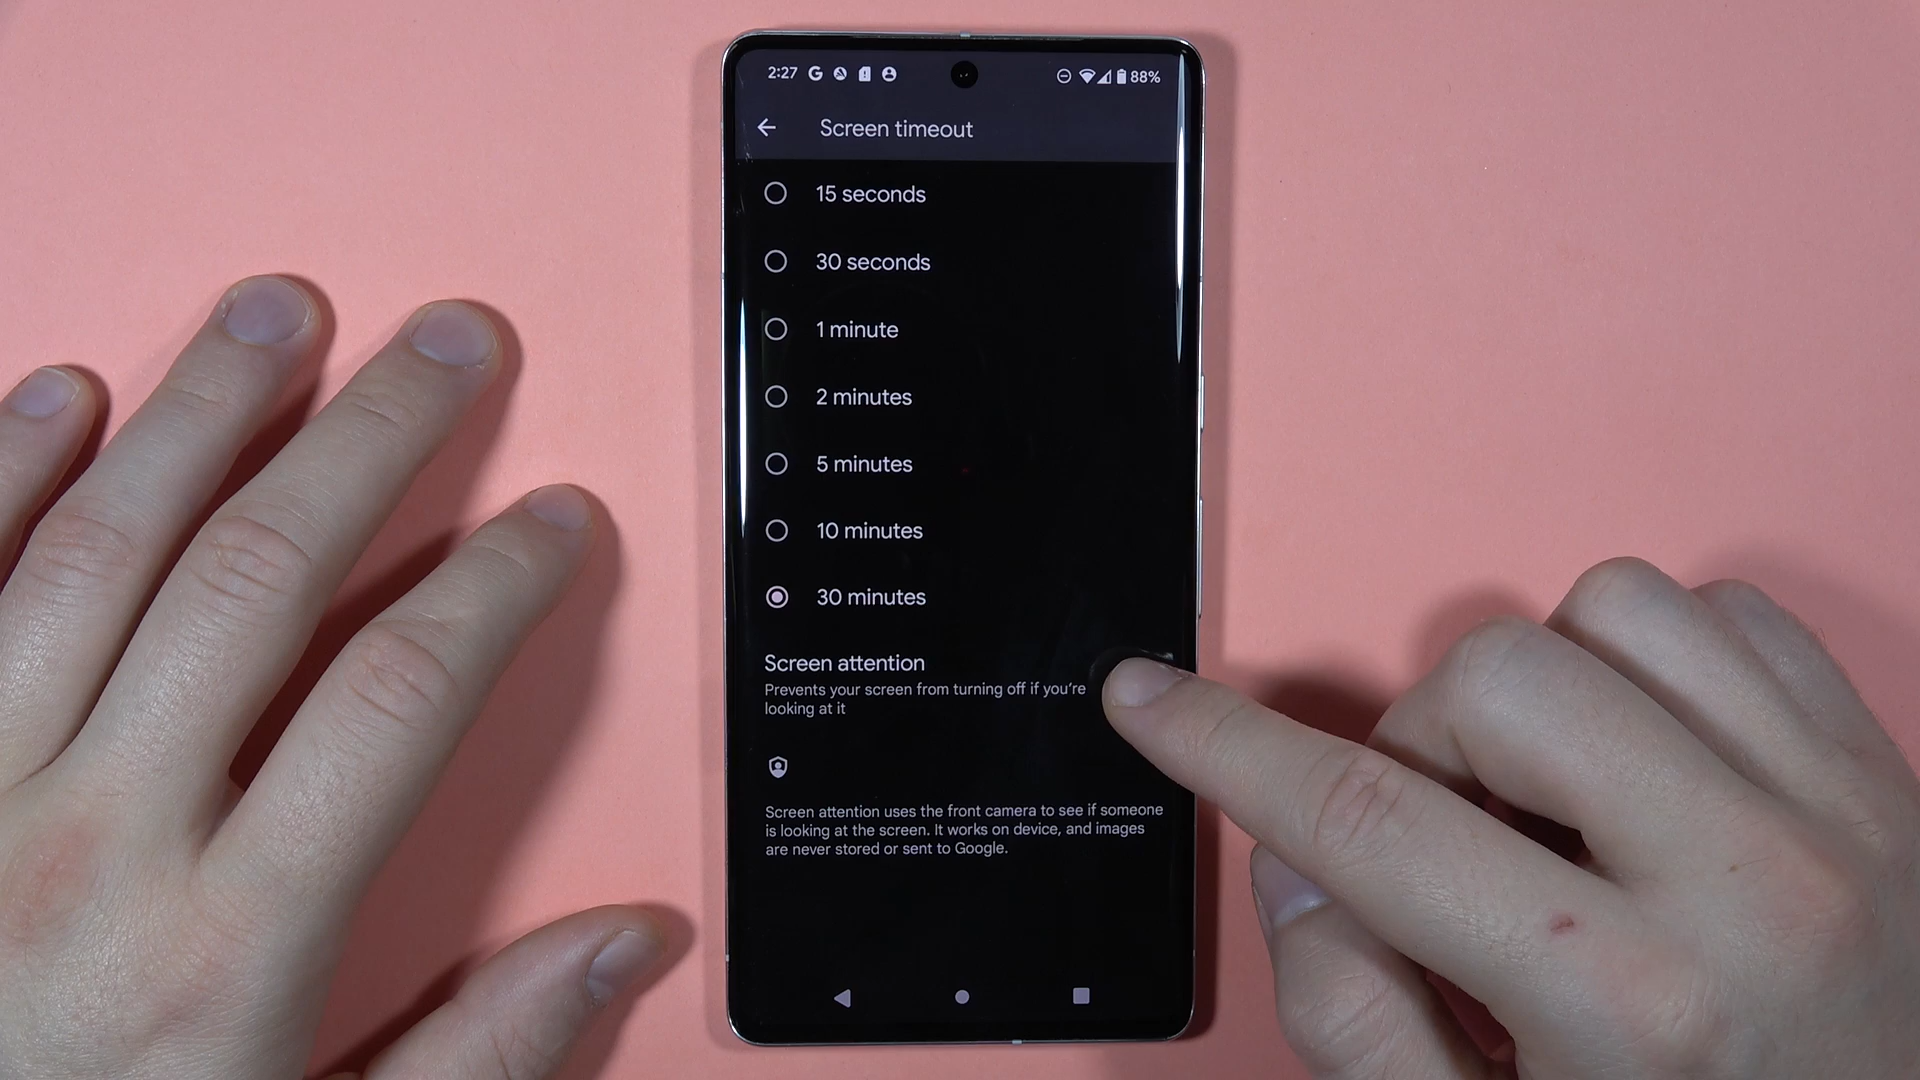 2:27
88%
Screen timeout
15 seconds
30 seconds
1 minute
2 minutes
5 minutes
10 minutes
30 minutes
Screen attention
Prevents your screen from turning off if you're
looking at it
Screen attention uses the front camera to see if someone
is looking at the screen. It works on device, and images
are never stored or sent to Google.